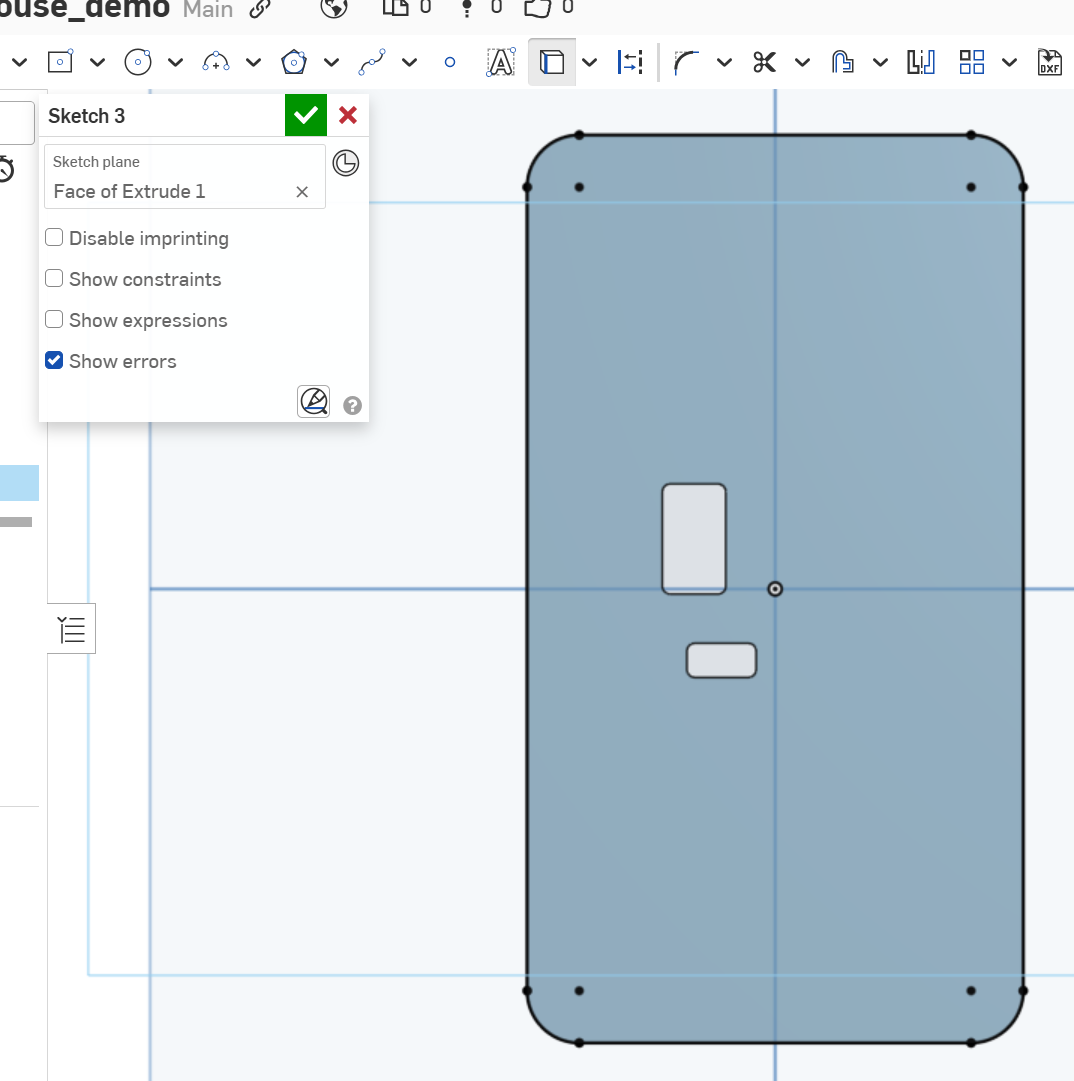 ouse_demo Main 0 0 0
A DXF
Sketch 3
Sketch plane
Face of Extrude 1
Disable imprinting
Show constraints
Show expressions
Show errors
?